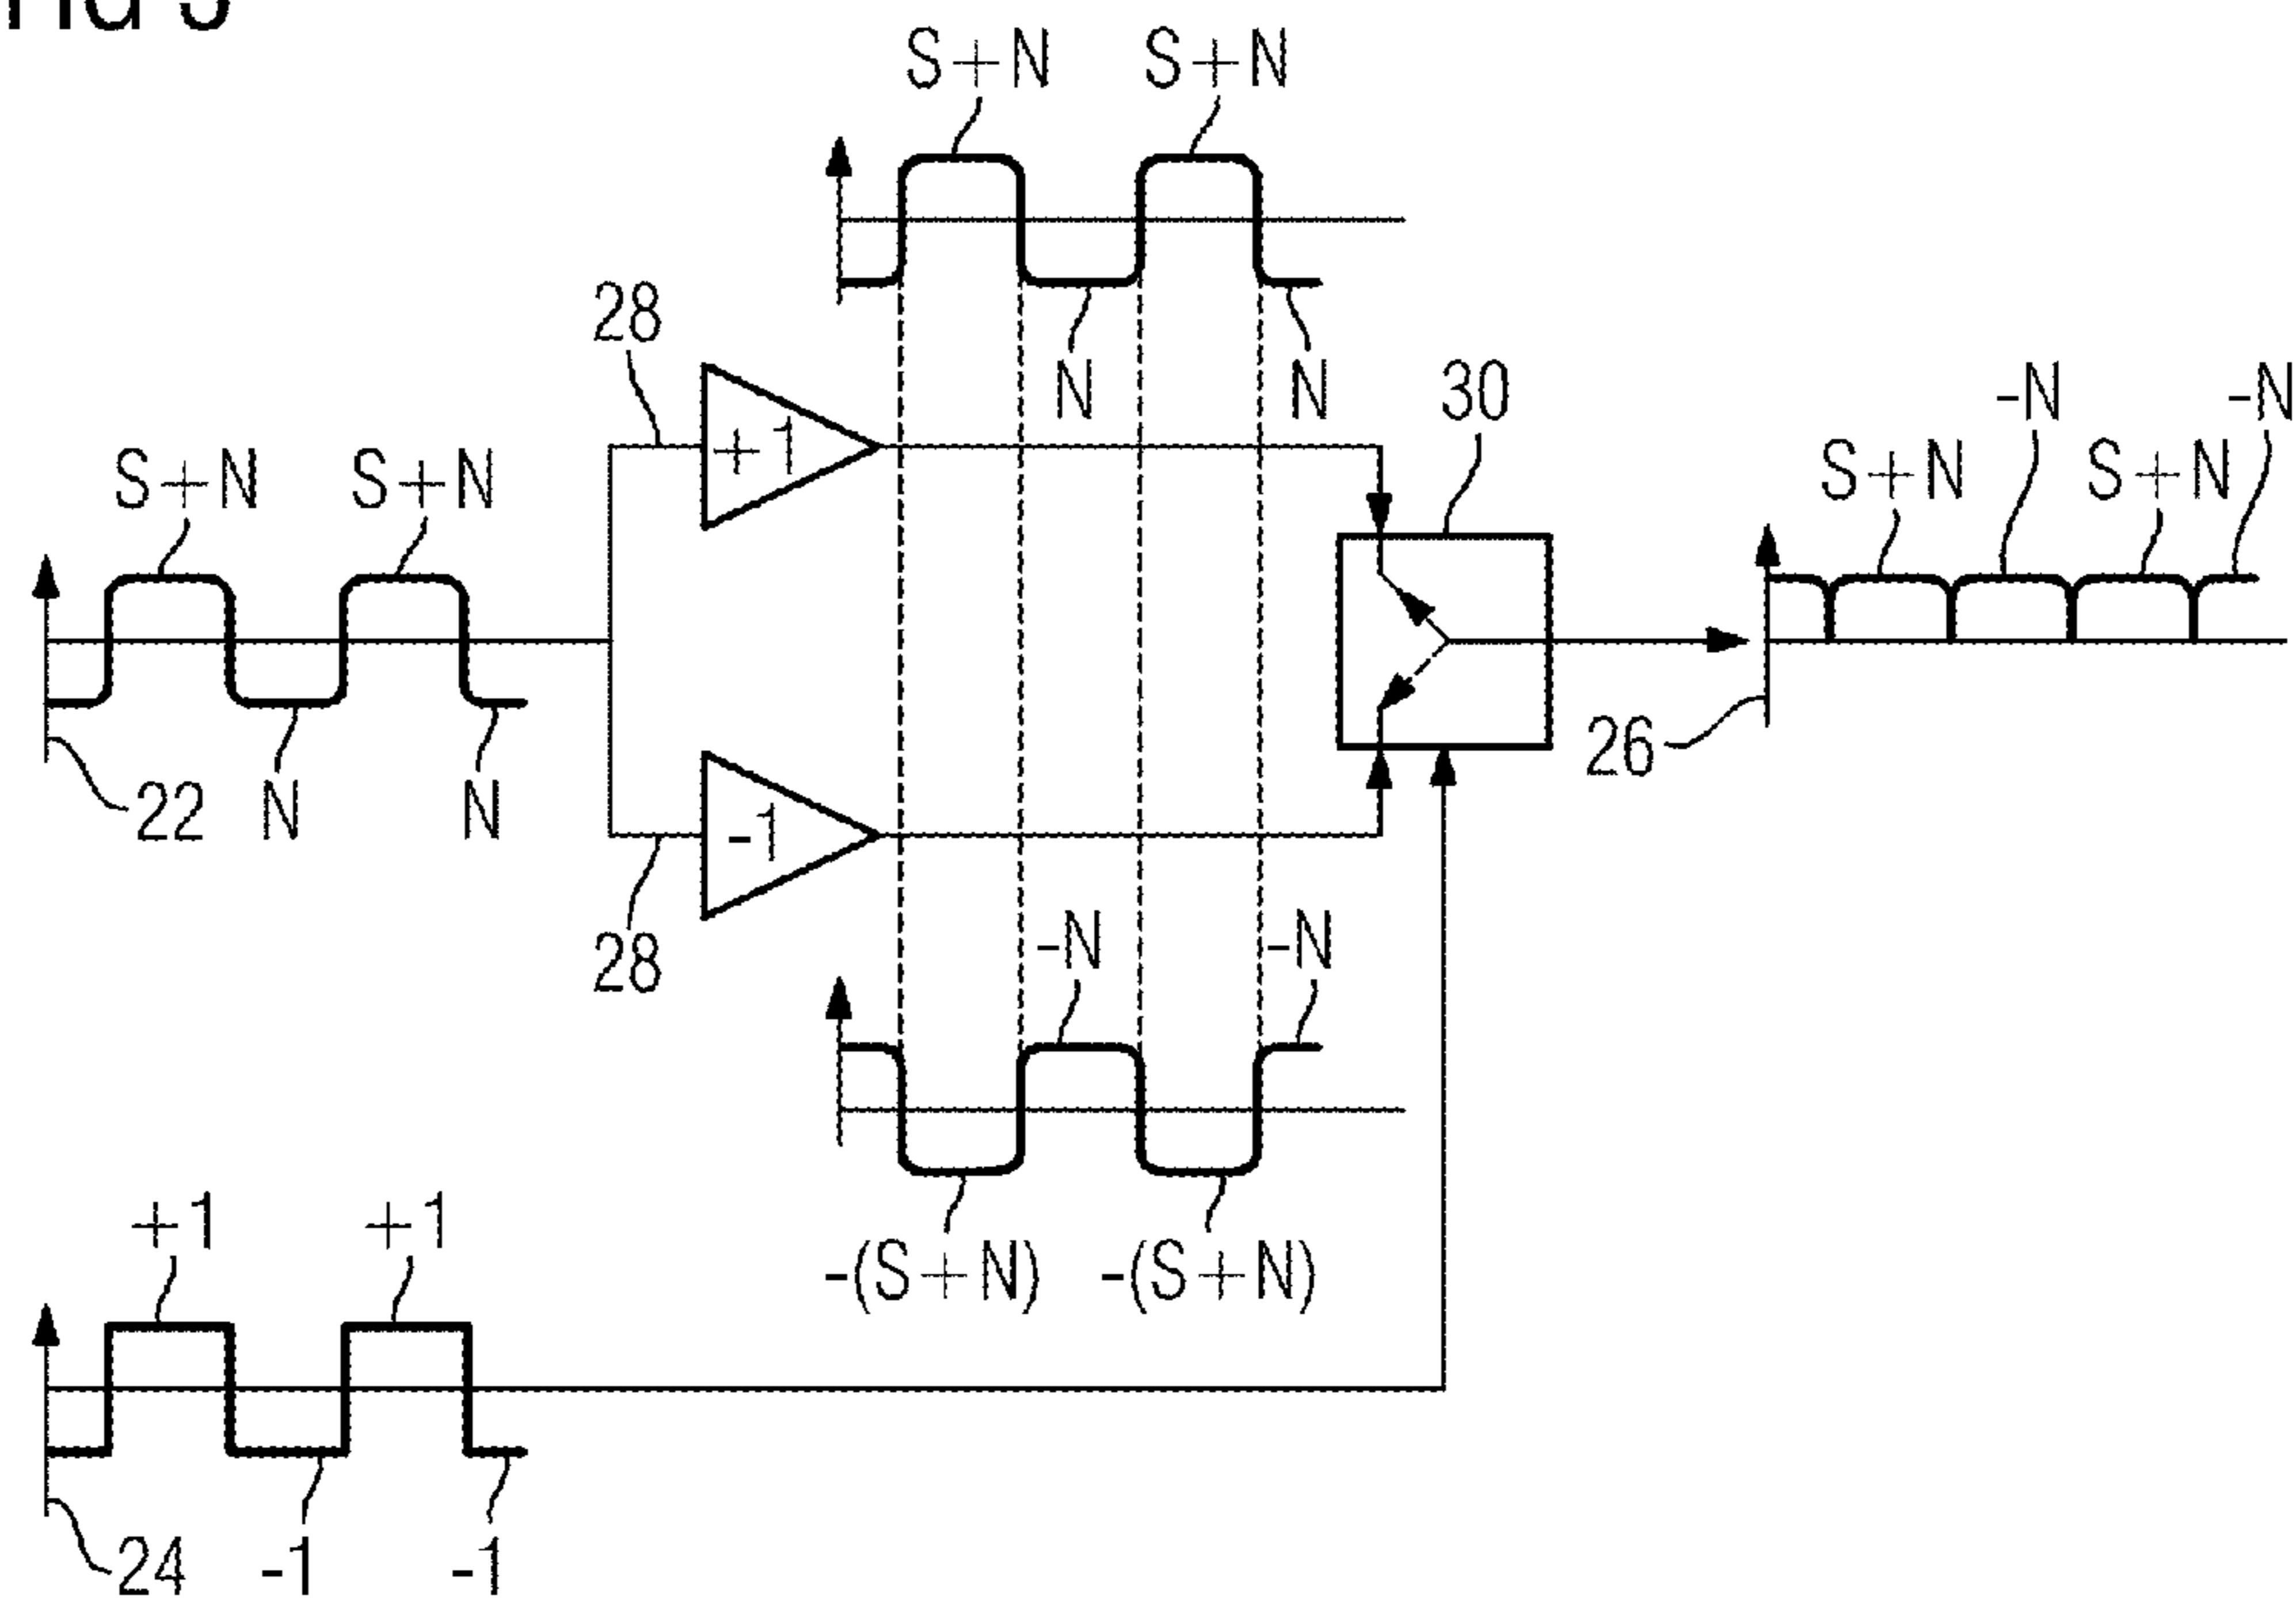 S+N S+N
28
N N
30
-N -N
S+N S+N
S+N S+N
+1
22 N N
-1
26
28
-N -N
+1 +1
-(S+N) -(S+N)
24 -1 -1